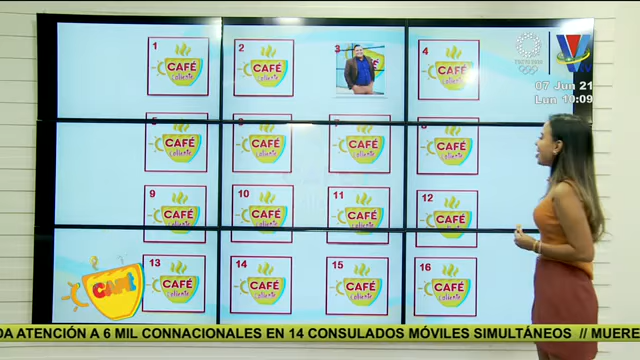 1
2
3
4
CAFÉ
caliente
CAFÉ
caliente
CAFÉ
caliente
TOKYO 2020
07 Jun 21
Lun 10:09
5
6
7
8
CAFÉ
caliente
CAFÉ
caliente
CAFÉ
caliente
CAFÉ
caliente
9
10
11
12
CAFÉ
caliente
CAFÉ
caliente
CAFÉ
caliente
CAFÉ
caliente
13
14
15
16
CAFÉ
caliente
CAFÉ
caliente
CAFÉ
caliente
CAFÉ
caliente
CAFÉ
DA ATENCIÓN A 6 MIL CONNACIONALES EN 14 CONSULADOS MÓVILES SIMULTÁNEOS // MUERE